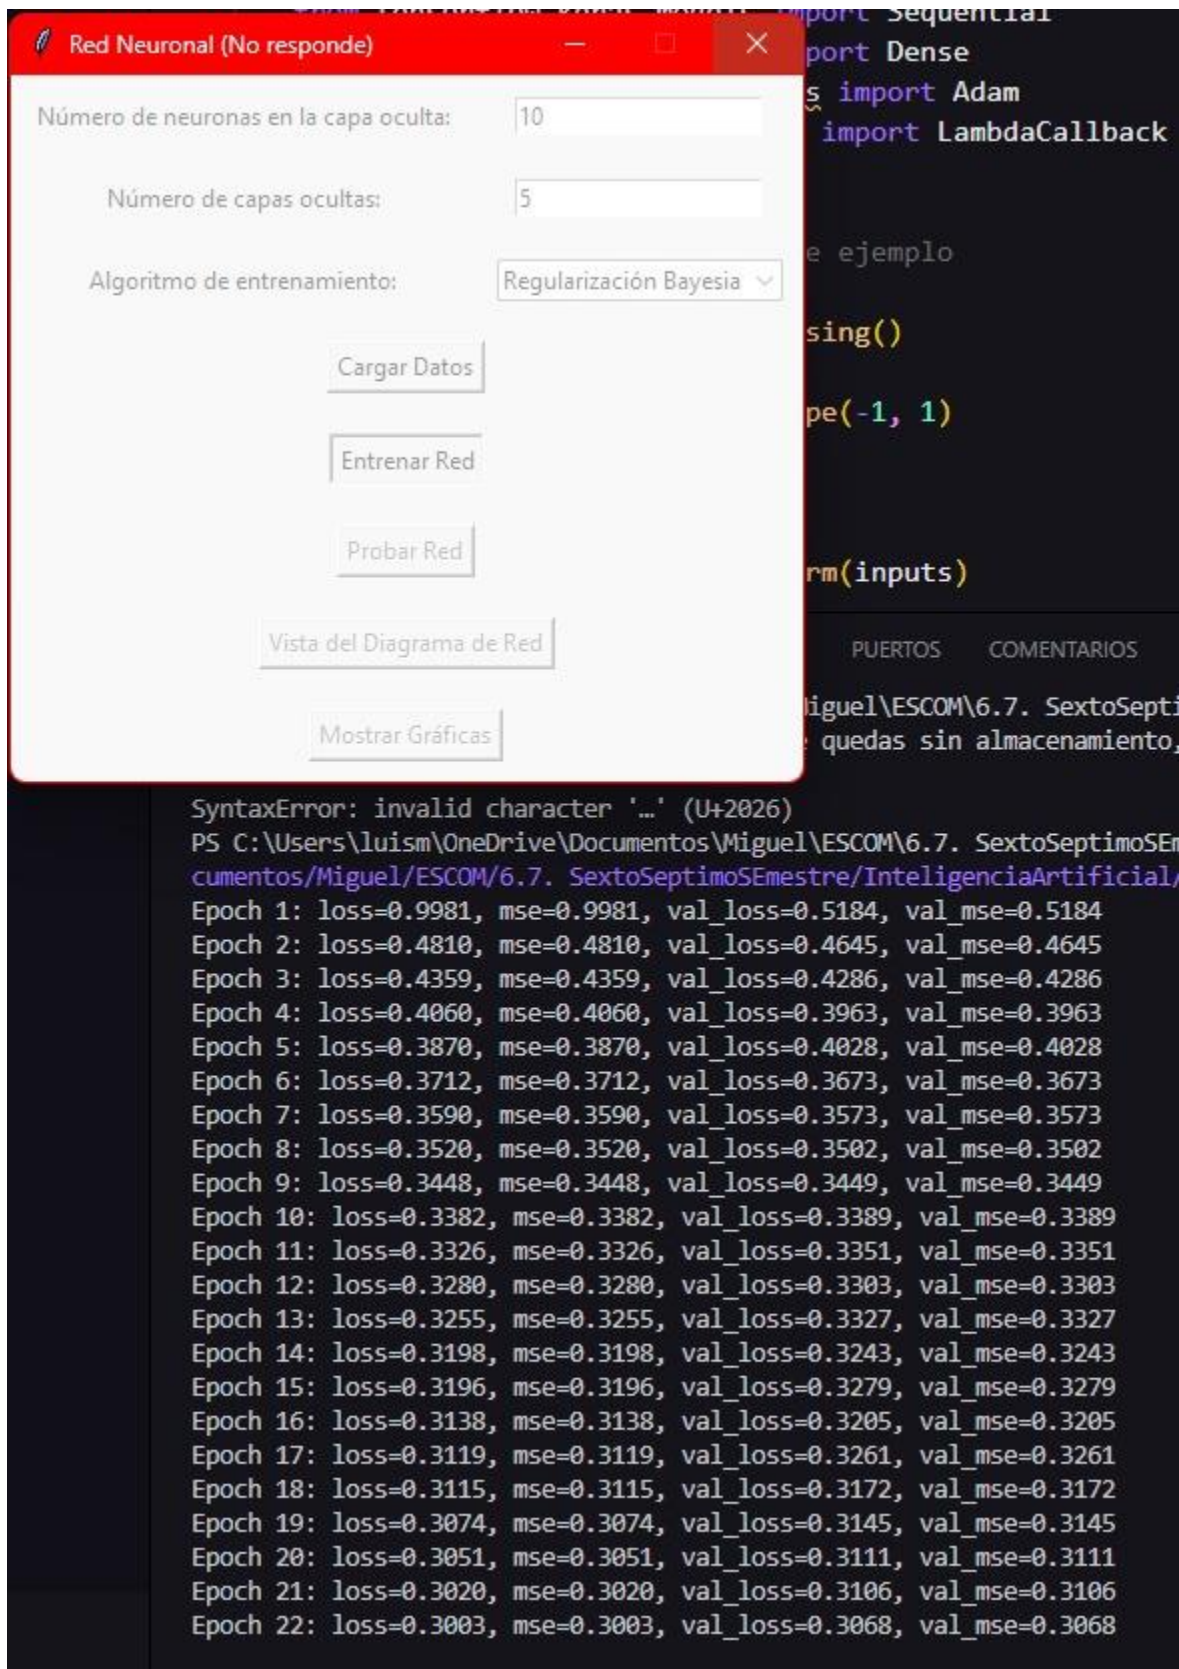 import Sequential
Red Neuronal (No responde)
port Dense
s import Adam
import LambdaCallback
Número de neuronas en la capa oculta: 10
Número de capas ocultas: 5
e ejemplo
Algoritmo de entrenamiento: Regularización Bayesia
sing()
Cargar Datos
pe(-1, 1)
Entrenar Red
Probar Red
rm(inputs)
Vista del Diagrama de Red
PUERTOS COMENTARIOS
Mostrar Gráficas
iguel\ESCOM\6.7. SextoSepti
quedas sin almacenamiento,
SyntaxError: invalid character '…' (U+2026)
PS C:\Users\luism\OneDrive\Documentos\Miguel\ESCOM\6.7. SextoSeptimoSEm
cumentos/Miguel/ESCOM/6.7. SextoSeptimoSEmestre/InteligenciaArtificial/
Epoch 1: loss=0.9981, mse=0.9981, val_loss=0.5184, val_mse=0.5184
Epoch 2: loss=0.4810, mse=0.4810, val_loss=0.4645, val_mse=0.4645
Epoch 3: loss=0.4359, mse=0.4359, val_loss=0.4286, val_mse=0.4286
Epoch 4: loss=0.4060, mse=0.4060, val_loss=0.3963, val_mse=0.3963
Epoch 5: loss=0.3870, mse=0.3870, val_loss=0.4028, val_mse=0.4028
Epoch 6: loss=0.3712, mse=0.3712, val_loss=0.3673, val_mse=0.3673
Epoch 7: loss=0.3590, mse=0.3590, val_loss=0.3573, val_mse=0.3573
Epoch 8: loss=0.3520, mse=0.3520, val_loss=0.3502, val_mse=0.3502
Epoch 9: loss=0.3448, mse=0.3448, val_loss=0.3449, val_mse=0.3449
Epoch 10: loss=0.3382, mse=0.3382, val_loss=0.3389, val_mse=0.3389
Epoch 11: loss=0.3326, mse=0.3326, val_loss=0.3351, val_mse=0.3351
Epoch 12: loss=0.3280, mse=0.3280, val_loss=0.3303, val_mse=0.3303
Epoch 13: loss=0.3255, mse=0.3255, val_loss=0.3327, val_mse=0.3327
Epoch 14: loss=0.3198, mse=0.3198, val_loss=0.3243, val_mse=0.3243
Epoch 15: loss=0.3196, mse=0.3196, val_loss=0.3279, val_mse=0.3279
Epoch 16: loss=0.3138, mse=0.3138, val_loss=0.3205, val_mse=0.3205
Epoch 17: loss=0.3119, mse=0.3119, val_loss=0.3261, val_mse=0.3261
Epoch 18: loss=0.3115, mse=0.3115, val_loss=0.3172, val_mse=0.3172
Epoch 19: loss=0.3074, mse=0.3074, val_loss=0.3145, val_mse=0.3145
Epoch 20: loss=0.3051, mse=0.3051, val_loss=0.3111, val_mse=0.3111
Epoch 21: loss=0.3020, mse=0.3020, val_loss=0.3106, val_mse=0.3106
Epoch 22: loss=0.3003, mse=0.3003, val_loss=0.3068, val_mse=0.3068